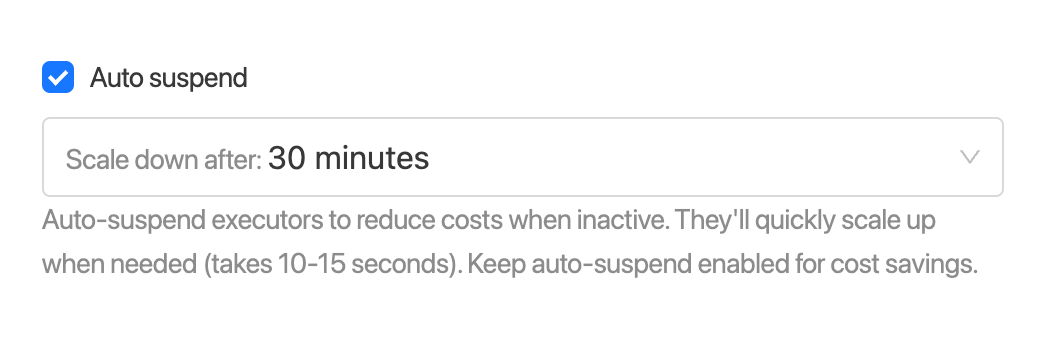 Auto suspend
Scale down after: 30 minutes
Auto-suspend executors to reduce costs when inactive. They'll quickly scale up
when needed (takes 10-15 seconds). Keep auto-suspend enabled for cost savings.